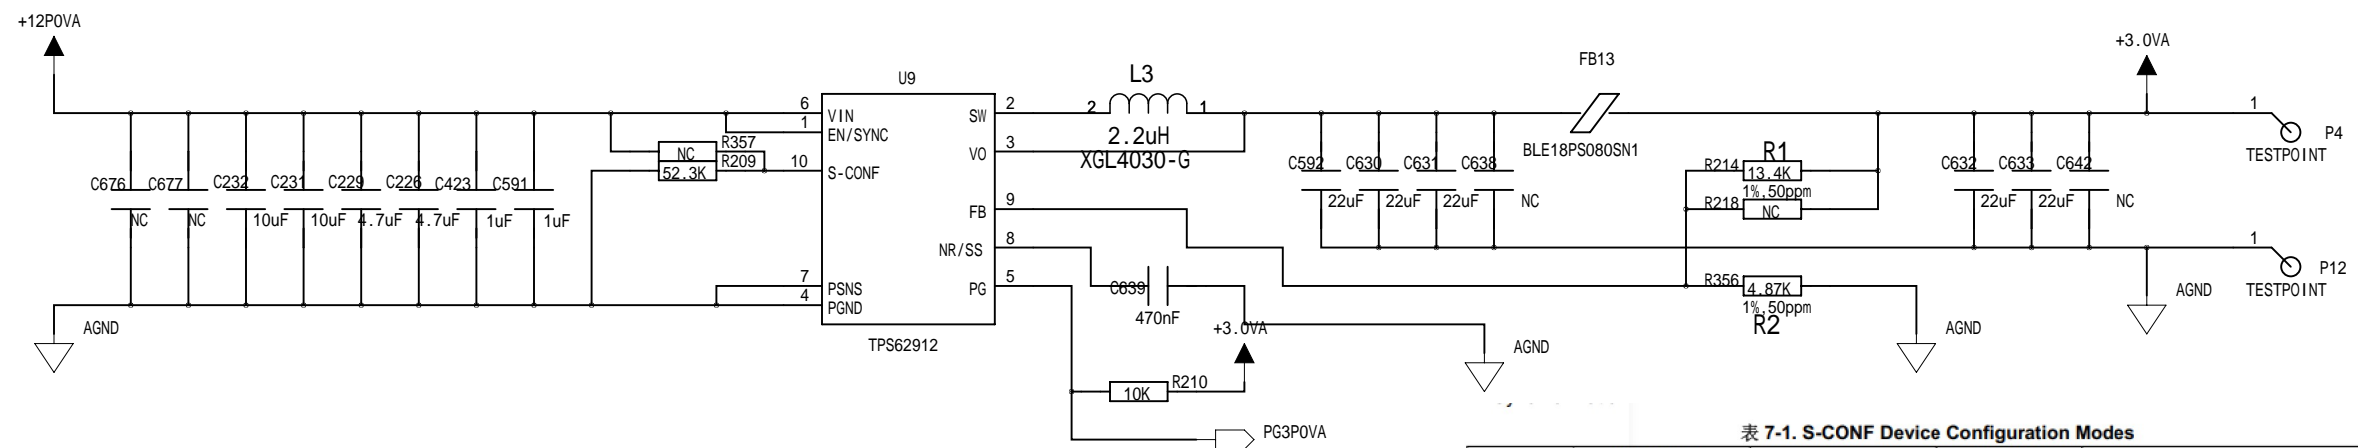 +12P0VA
C676
NC
C677
NC
C232
10uF
C231
10uF
C229
4.7uF
C226
4.7uF
C423
1uF
C591
1uF
AGND
NC
R357
52.3K
R209
U9
6
VIN
1
EN/SYNC
10
S-CONF
7
PSNS
4
PGND
SW
2
VO
3
FB
9
NR/SS
8
PG
5
TPS62912
L3
2
1
2.2uH
XGL4030-G
C639
470nF
+3.0VA
AGND
10K
R210
PG3P0VA
C592
22uF
C630
22uF
C631
22uF
C638
NC
FB13
BLE18PS080SN1
R1
R214
13.4K
1%,50ppm
R218
NC
R356
4.87K
1%,50ppm
R2
AGND
C632
22uF
C633
22uF
C642
NC
+3.0VA
AGND
1
P4
TESTPOINT
1
P12
TESTPOINT
表 7-1. S-CONF Device Configuration Modes